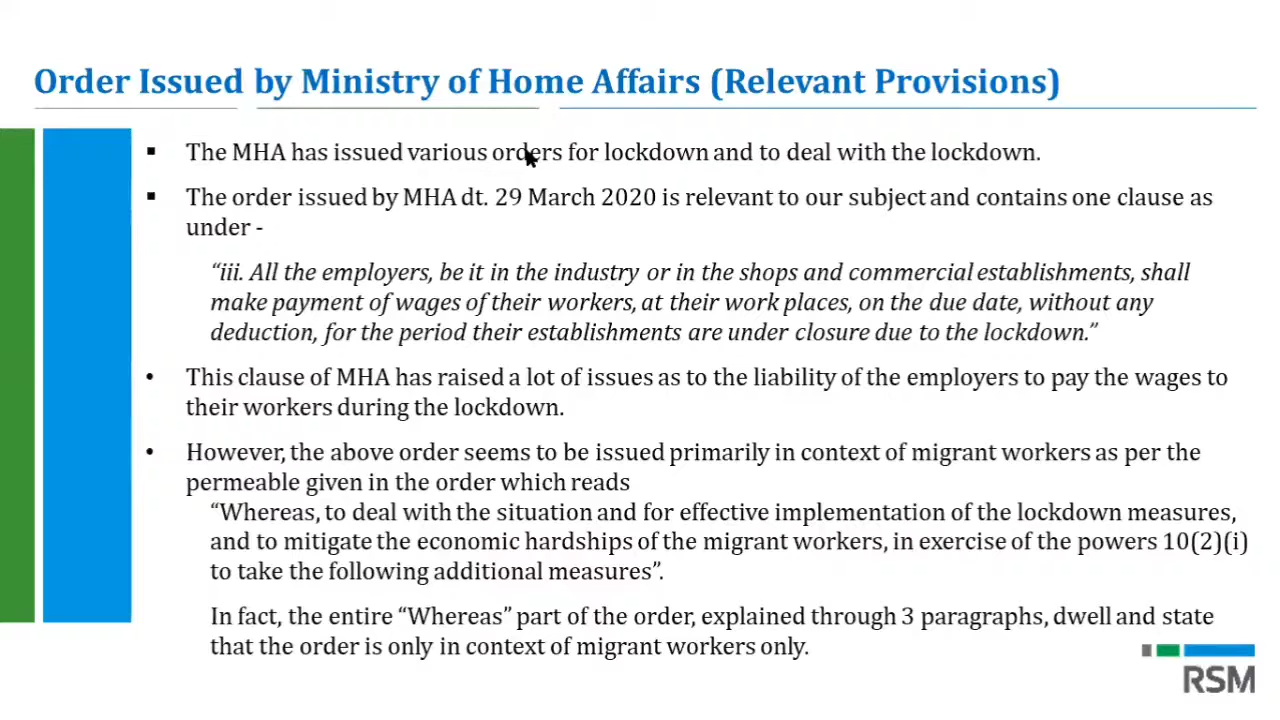 Order Issued by Ministry of Home Affairs (Relevant Provisions)
▪ The MHA has issued various orders for lockdown and to deal with the lockdown.
▪ The order issued by MHA dt. 29 March 2020 is relevant to our subject and contains one clause as
under -
“iii. All the employers, be it in the industry or in the shops and commercial establishments, shall
make payment of wages of their workers, at their work places, on the due date, without any
deduction, for the period their establishments are under closure due to the lockdown.”
• This clause of MHA has raised a lot of issues as to the liability of the employers to pay the wages to
their workers during the lockdown.
• However, the above order seems to be issued primarily in context of migrant workers as per the
permeable given in the order which reads
“Whereas, to deal with the situation and for effective implementation of the lockdown measures,
and to mitigate the economic hardships of the migrant workers, in exercise of the powers 10(2)(i)
to take the following additional measures”.
In fact, the entire “Whereas” part of the order, explained through 3 paragraphs, dwell and state
that the order is only in context of migrant workers only.
RSM